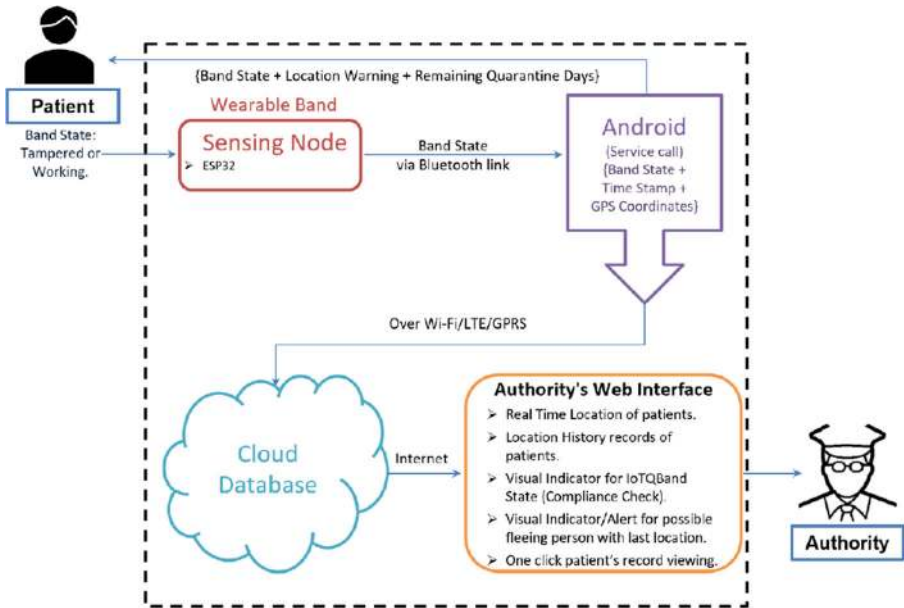 {Band State + Location Warning + Remaining Quarantine Days}
Patient
Band State:
Tampered or
Working.
Wearable Band
Sensing Node
➢ ESP32
Band State
via Bluetooth link
Android
(Service call)
{Band State +
Time Stamp +
GPS Coordinates}
Over Wi-Fi/LTE/GPRS
Cloud
Database
Internet
Authority's Web Interface
➢ Real Time Location of patients.
➢ Location History records of
patients.
➢ Visual Indicator for IoTQBand
State (Compliance Check).
➢ Visual Indicator/Alert for possible
fleeing person with last location.
➢ One click patient's record viewing.
Authority